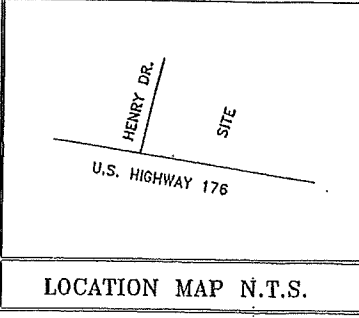 HENRY DR.
SITE
U.S. HIGHWAY 176
LOCATION MAP N.T.S.